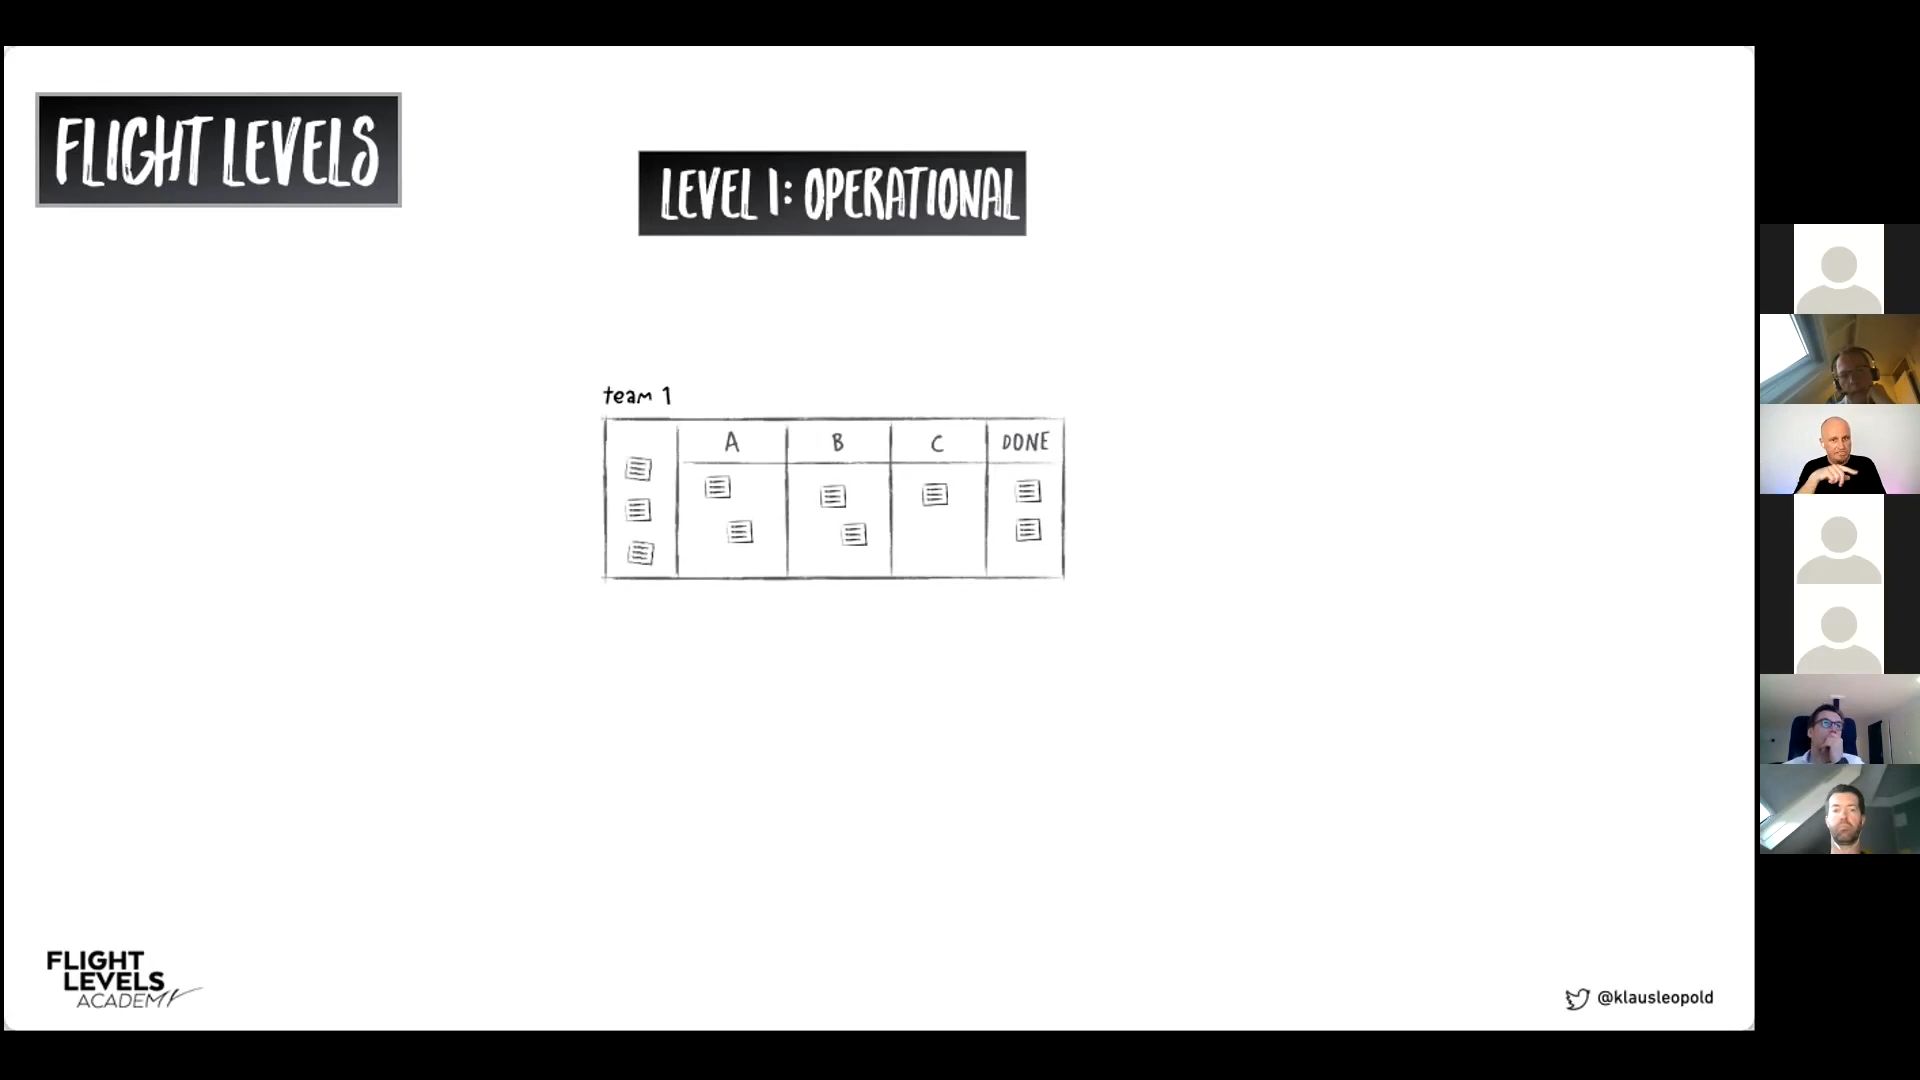 FLIGHT LEVELS
LEVEL 1: OPERATIONAL
team 1
A B C DONE
FLIGHT
LEVELS
ACADEMY
@klausleopold